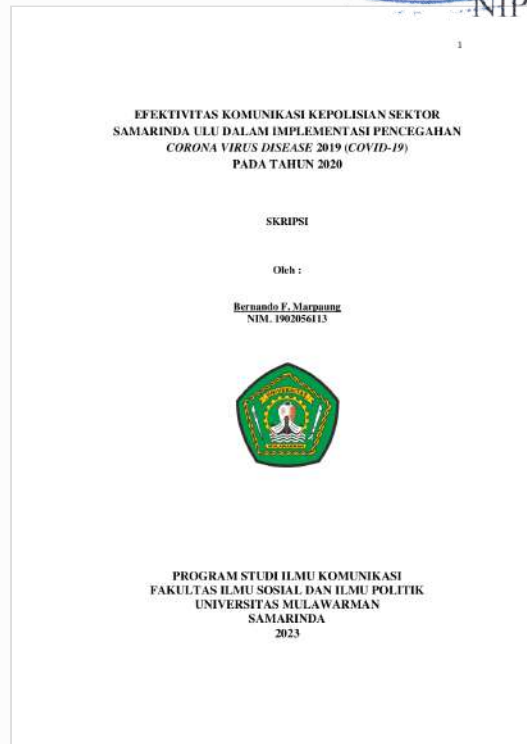 NIP
1
EFEKTIVITAS KOMUNIKASI KEPOLISIAN SEKTOR
SAMARINDA ULU DALAM IMPLEMENTASI PENCEGAHAN
CORONA VIRUS DISEASE 2019 (COVID-19)
PADA TAHUN 2020
SKRIPSI
Oleh :
Bernando F. Marpaung
NIM. 1902056113
UNIVERSITAS
MULAWARMAN
PROGRAM STUDI ILMU KOMUNIKASI
FAKULTAS ILMU SOSIAL DAN ILMU POLITIK
UNIVERSITAS MULAWARMAN
SAMARINDA
2023